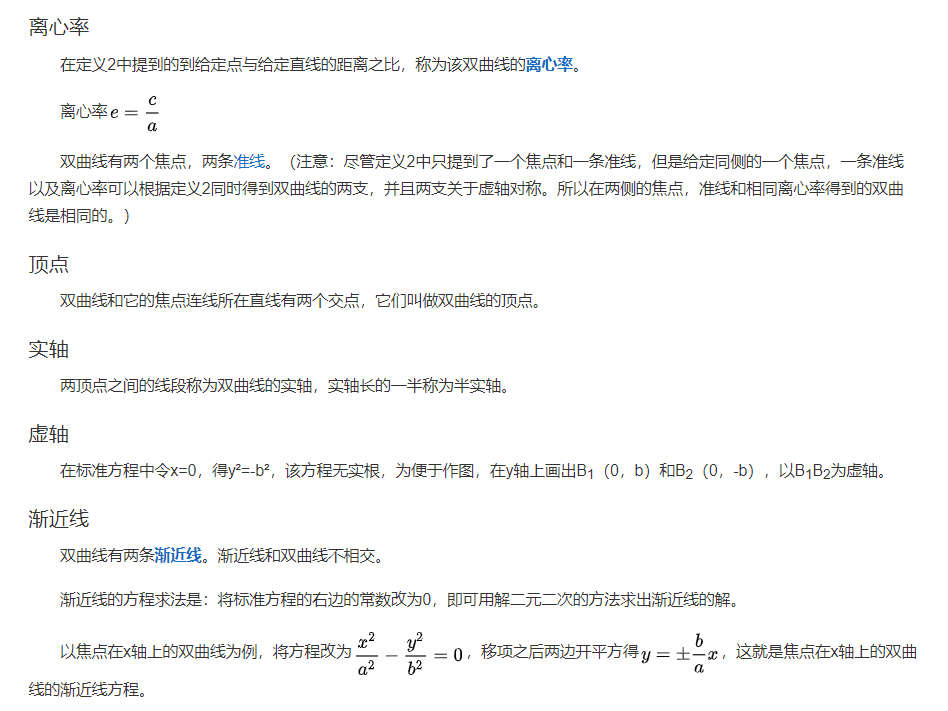 离心率
在定义2中提到的到给定点与给定直线的距离之比，称为该双曲线的离心率。
离心率e = c/a
双曲线有两个焦点，两条准线。（注意：尽管定义2中只提到了一个焦点和一条准线，但是给定同侧的一个焦点，一条准线
以及离心率可以根据定义2同时得到双曲线的两支，并且两支关于虚轴对称。所以在两侧的焦点，准线和相同离心率得到的双曲
线是相同的。）
顶点
双曲线和它的焦点连线所在直线有两个交点，它们叫做双曲线的顶点。
实轴
两顶点之间的线段称为双曲线的实轴，实轴长的一半称为半实轴。
虚轴
在标准方程中令x=0，得y²=-b²，该方程无实根，为便于作图，在y轴上画出B₁（0，b）和B₂（0，-b），以B₁B₂为虚轴。
渐近线
双曲线有两条渐近线。渐近线和双曲线不相交。
渐近线的方程求法是：将标准方程的右边的常数改为0，即可用解二元二次的方法求出渐近线的解。
以焦点在x轴上的双曲线为例，将方程改为 x²/a² − y²/b² = 0，移项之后两边开平方得y = ±b/a x，这就是焦点在x轴上的双曲
线的渐近线方程。